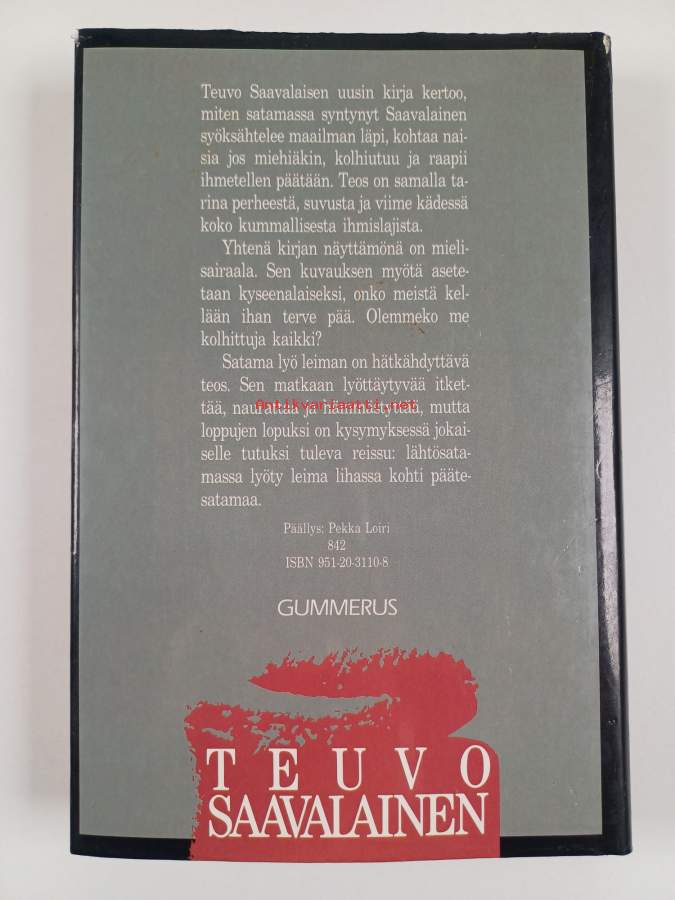 Teuvo Saavalaisen uusin kirja kertoo,
miten satamassa syntynyt Saavalainen
syöksähtelee maailman läpi, kohtaa nai-
sia jos miehiäkin, kolhiutuu ja raapii
ihmetellen päätään. Teos on samalla ta-
rina perheestä, suvusta ja viime kädessä
koko kummallisesta ihmislajista.
Yhtenä kirjan näyttämönä on mieli-
sairaala. Sen kuvauksen myötä asete-
taan kyseenalaiseksi, onko meistä kel-
lään ihan terve pää. Olemmeko me
kolhittuja kaikki?
Satama lyö leiman on hätkähdyttävä
teos. Sen matkaan lyöttäytyvää itket-
tää, naurattaa ja hämmästyttää, mutta
Antikvariaatti.net
loppujen lopuksi on kysymyksessä jokai-
selle tutuksi tuleva reissu: lähtösata-
massa lyöty leima lihassa kohti pääte-
satamaa.
Päällys: Pekka Loiri
842
ISBN 951-20-3110-8
GUMMERUS
TEUVO
SAAVALAINEN